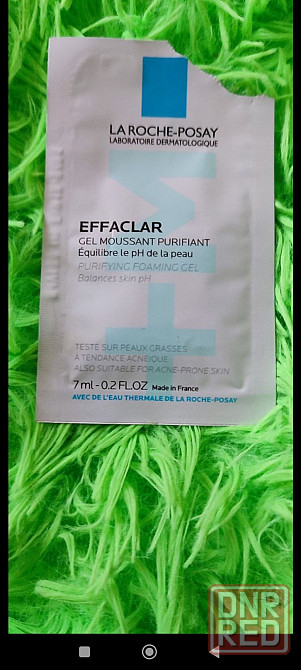 LA ROCHE-POSAY
LABORATOIRE DERMATOLOGIQUE
EFFACLAR
GEL MOUSSANT PURIFIANT
Équilibre le pH de la peau
PURIFYING FOAMING GEL
Balances skin pH
TESTÉ SUR PEAUX GRASSES
À TENDANCE ACNÉIQUE
ALSO SUITABLE FOR ACNE-PRONE SKIN
7 ml - 0.2 FL.OZ Made in France
AVEC DE L'EAU THERMALE DE LA ROCHE-POSAY
DNR
RED